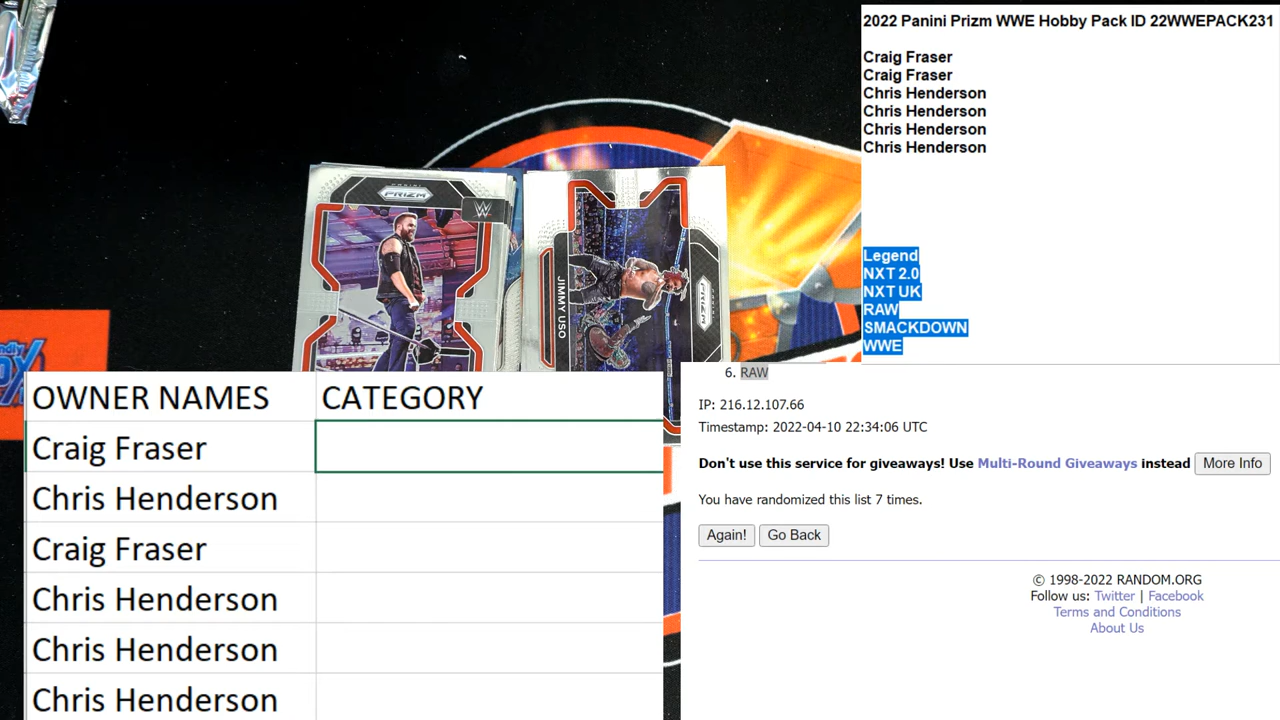 2022 Panini Prizm WWE Hobby Pack ID 22WWEPACK231
Craig Fraser
Craig Fraser
Chris Henderson
Chris Henderson
Chris Henderson
Chris Henderson
Legend
NXT 2.0
NXT UK
RAW
SMACKDOWN
WWE
PANINI
PRIZM
W
JIMMY USO
PRIZM
OWNER NAMES CATEGORY
Craig Fraser
Chris Henderson
Craig Fraser
Chris Henderson
Chris Henderson
Chris Henderson
6. RAW
IP: 216.12.107.66
Timestamp: 2022-04-10 22:34:06 UTC
Don't use this service for giveaways! Use Multi-Round Giveaways instead More Info
You have randomized this list 7 times.
Again! Go Back
© 1998-2022 RANDOM.ORG
Follow us: Twitter | Facebook
Terms and Conditions
About Us